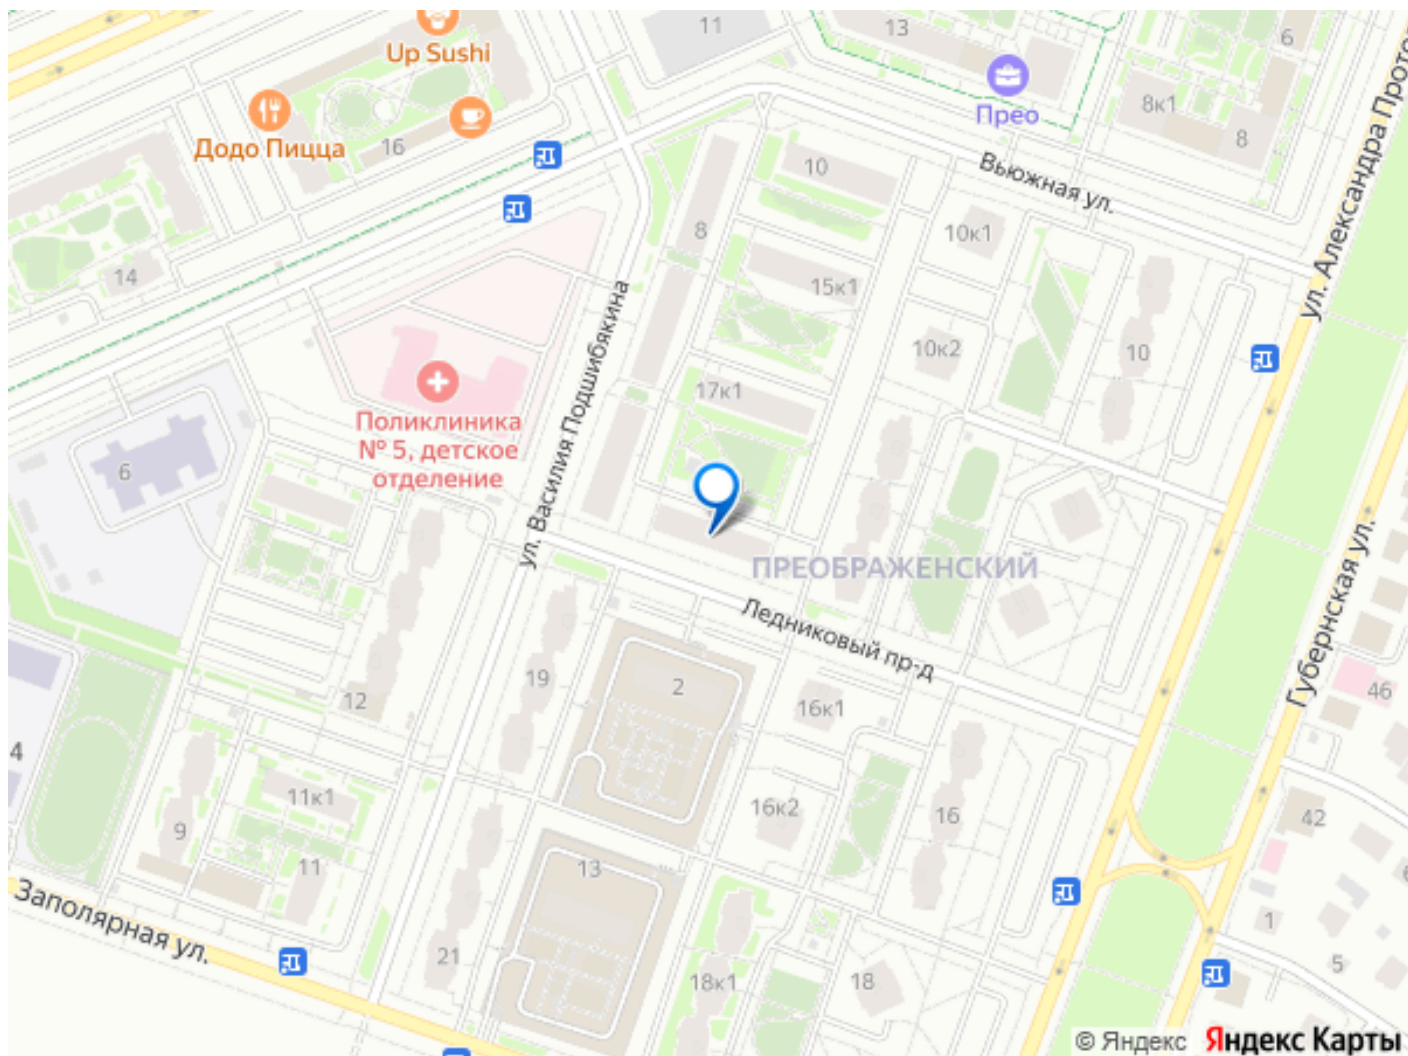 11
13
6
Up Sushi
8к1
Прео
8
Додо Пицца
16
10
Вьюжная ул.
ул. Александра Прото
8
10к1
14
15к1
ул. Василия Подшибякина
10к2
10
17к1
Поликлиника
№ 5, детское
отделение
6
ПРЕОБРАЖЕНСКИЙ
Ледниковый пр-д
Губернская ул.
19
2
46
12
16к1
4
11к1
16к2
16
42
9
13
11
6
Заполярная ул.
1
21
18к1
18
5
© Яндекс Яндекс Карты